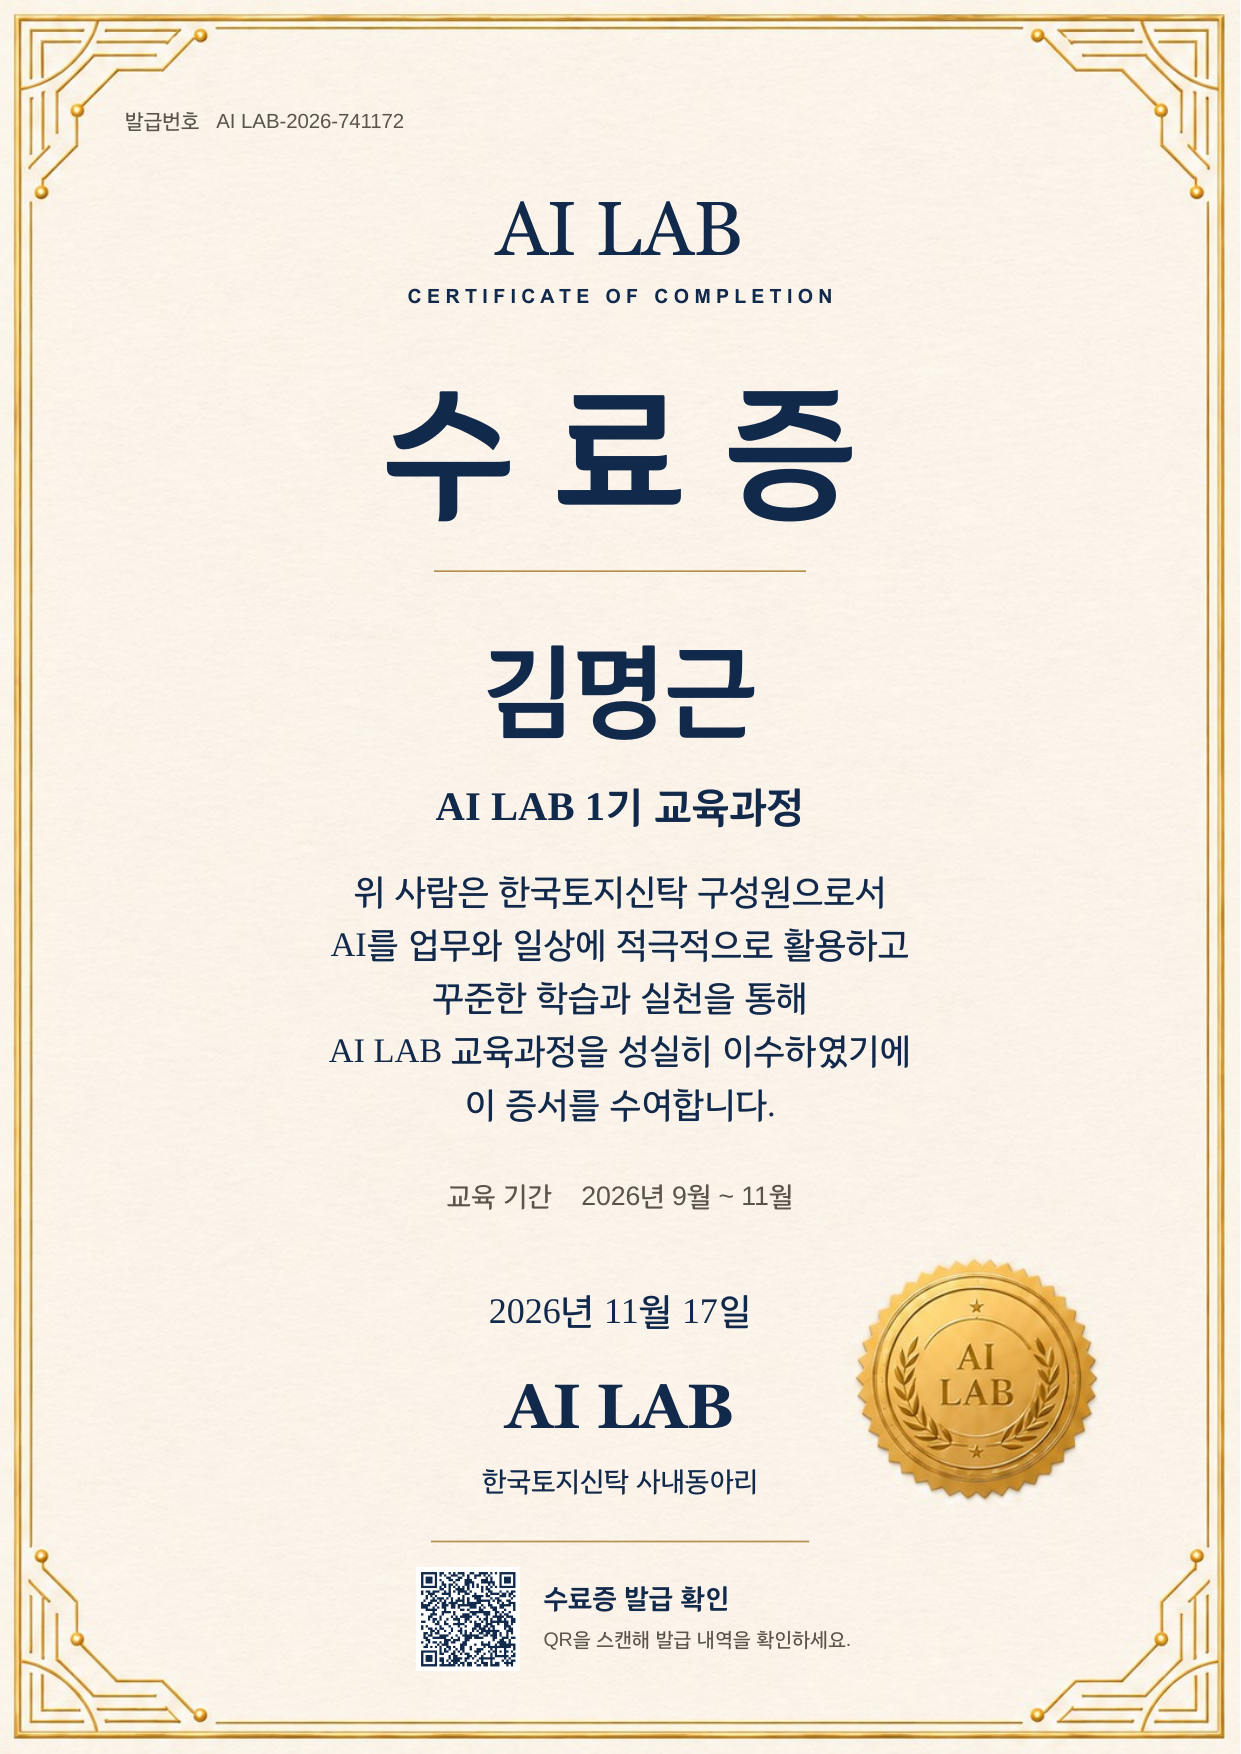 발급번호 AI LAB-2026-741172
AI LAB
CERTIFICATE OF COMPLETION
수료증
김명근
AI LAB 1기 교육과정
위 사람은 한국토지신탁 구성원으로서
AI를 업무와 일상에 적극적으로 활용하고
꾸준한 학습과 실천을 통해
AI LAB 교육과정을 성실히 이수하였기에
이 증서를 수여합니다.
교육 기간 2026년 9월 ~ 11월
2026년 11월 17일
AI LAB
한국토지신탁 사내동아리
AI
LAB
수료증 발급 확인
QR을 스캔해 발급 내역을 확인하세요.